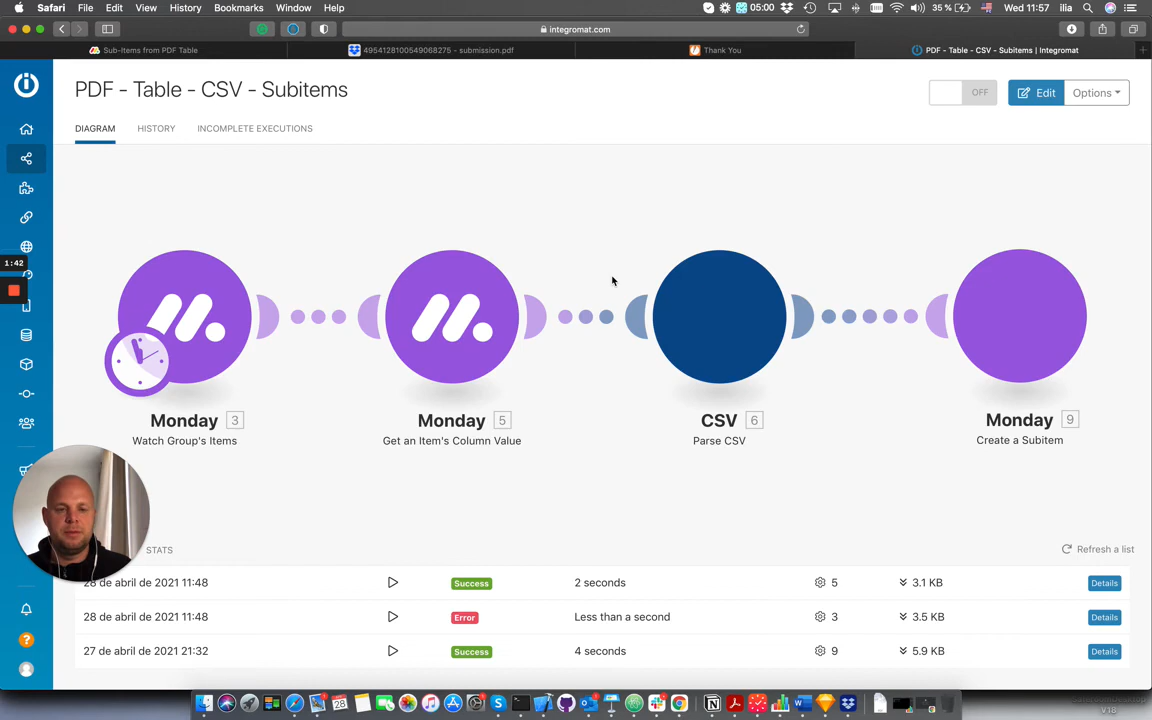 Safari File Edit View History Bookmarks Window Help 05:00 35 % Wed 11:57 ilia
integromat.com
Sub-Items from PDF Table 4954128100549068275 - submission.pdf Thank You PDF - Table - CSV - Subitems | Integromat
PDF - Table - CSV - Subitems OFF Edit Options
DIAGRAM HISTORY INCOMPLETE EXECUTIONS
1:42
Monday 3 Monday 5 CSV 6 Monday 9
Watch Group's Items Get an Item's Column Value Parse CSV Create a Subitem
STATS Refresh a list
28 de abril de 2021 11:48 Success 2 seconds 5 3.1 KB Details
28 de abril de 2021 11:48 Error Less than a second 3 3.5 KB Details
27 de abril de 2021 21:32 Success 4 seconds 9 5.9 KB Details
V18